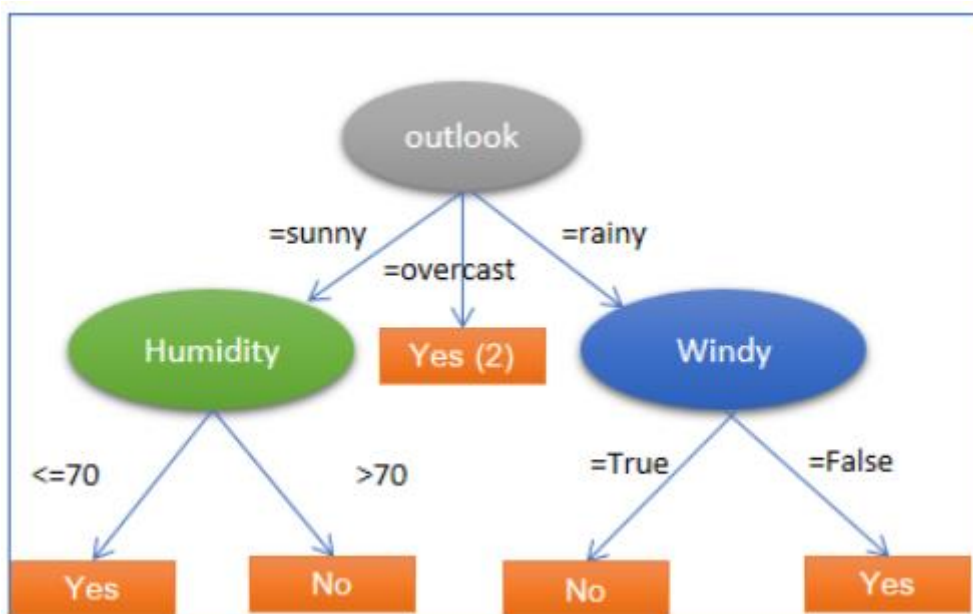 outlook
=sunny
=rainy
=overcast
Humidity
Yes (2)
Windy
<=70
>70
=True
=False
Yes
No
No
Yes